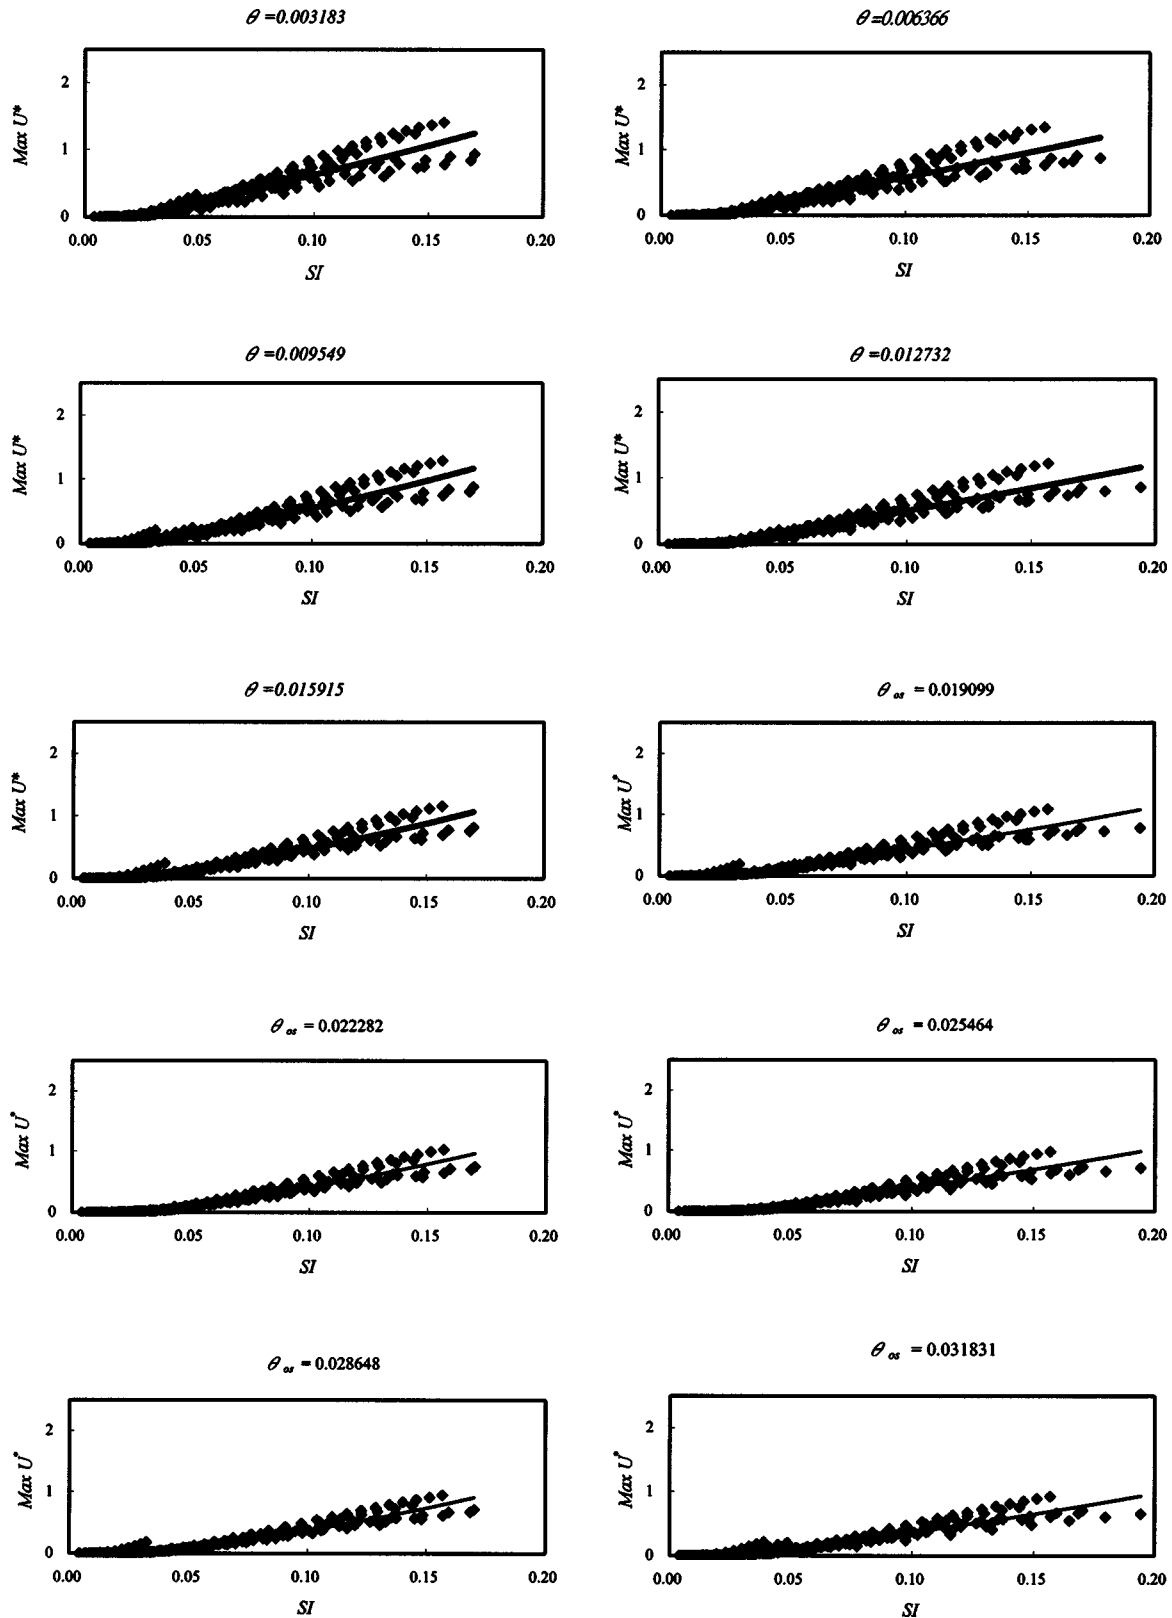 θ =0.003183
Max U*
2
1
0
0.00 0.05 0.10 0.15 0.20
SI
θ=0.006366
Max U*
2
1
0
0.00 0.05 0.10 0.15 0.20
SI
θ =0.009549
Max U*
2
1
0
0.00 0.05 0.10 0.15 0.20
SI
θ =0.012732
Max U*
2
1
0
0.00 0.05 0.10 0.15 0.20
SI
θ =0.015915
Max U*
2
1
0
0.00 0.05 0.10 0.15 0.20
SI
θ os = 0.019099
Max U*
2
1
0
0.00 0.05 0.10 0.15 0.20
SI
θ os = 0.022282
Max U*
2
1
0
0.00 0.05 0.10 0.15 0.20
SI
θ os = 0.025464
Max U*
2
1
0
0.00 0.05 0.10 0.15 0.20
SI
θ os = 0.028648
Max U*
2
1
0
0.00 0.05 0.10 0.15 0.20
SI
θ os = 0.031831
Max U*
2
1
0
0.00 0.05 0.10 0.15 0.20
SI